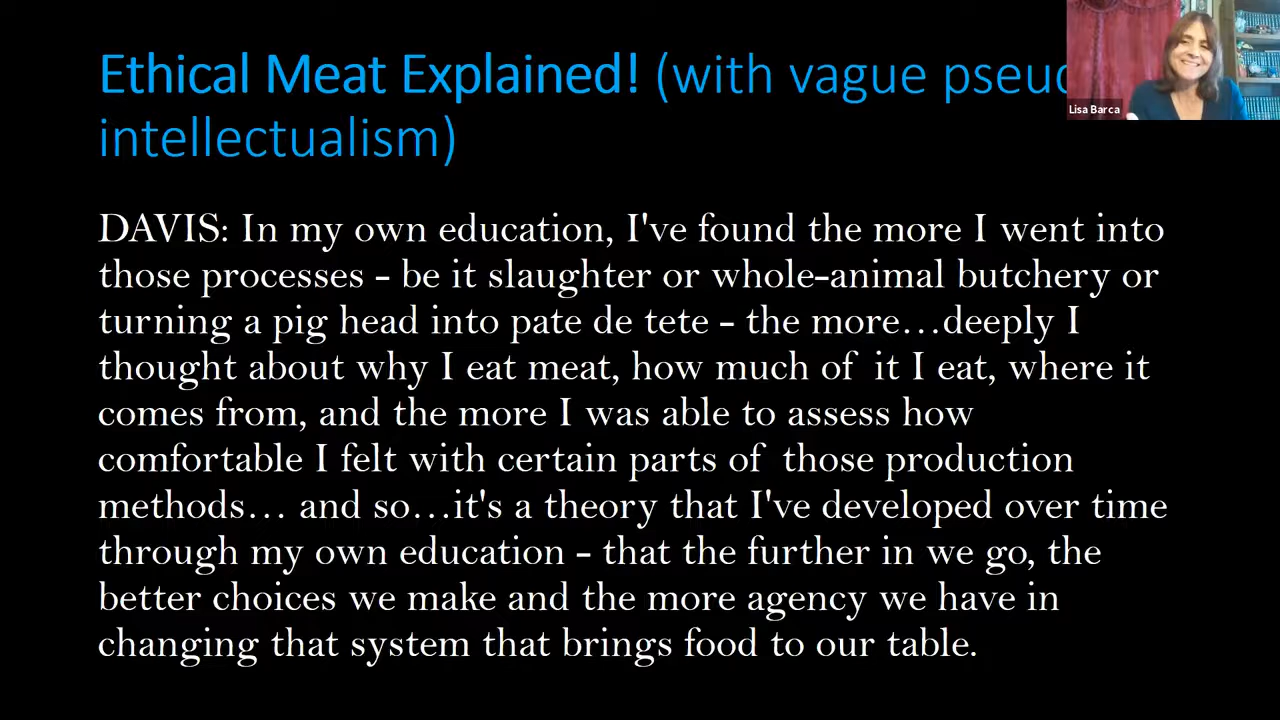 Ethical Meat Explained! (with vague pseud
intellectualism)
Lisa Barca
DAVIS: In my own education, I've found the more I went into
those processes - be it slaughter or whole-animal butchery or
turning a pig head into pate de tete - the more…deeply I
thought about why I eat meat, how much of it I eat, where it
comes from, and the more I was able to assess how
comfortable I felt with certain parts of those production
methods… and so…it's a theory that I've developed over time
through my own education - that the further in we go, the
better choices we make and the more agency we have in
changing that system that brings food to our table.